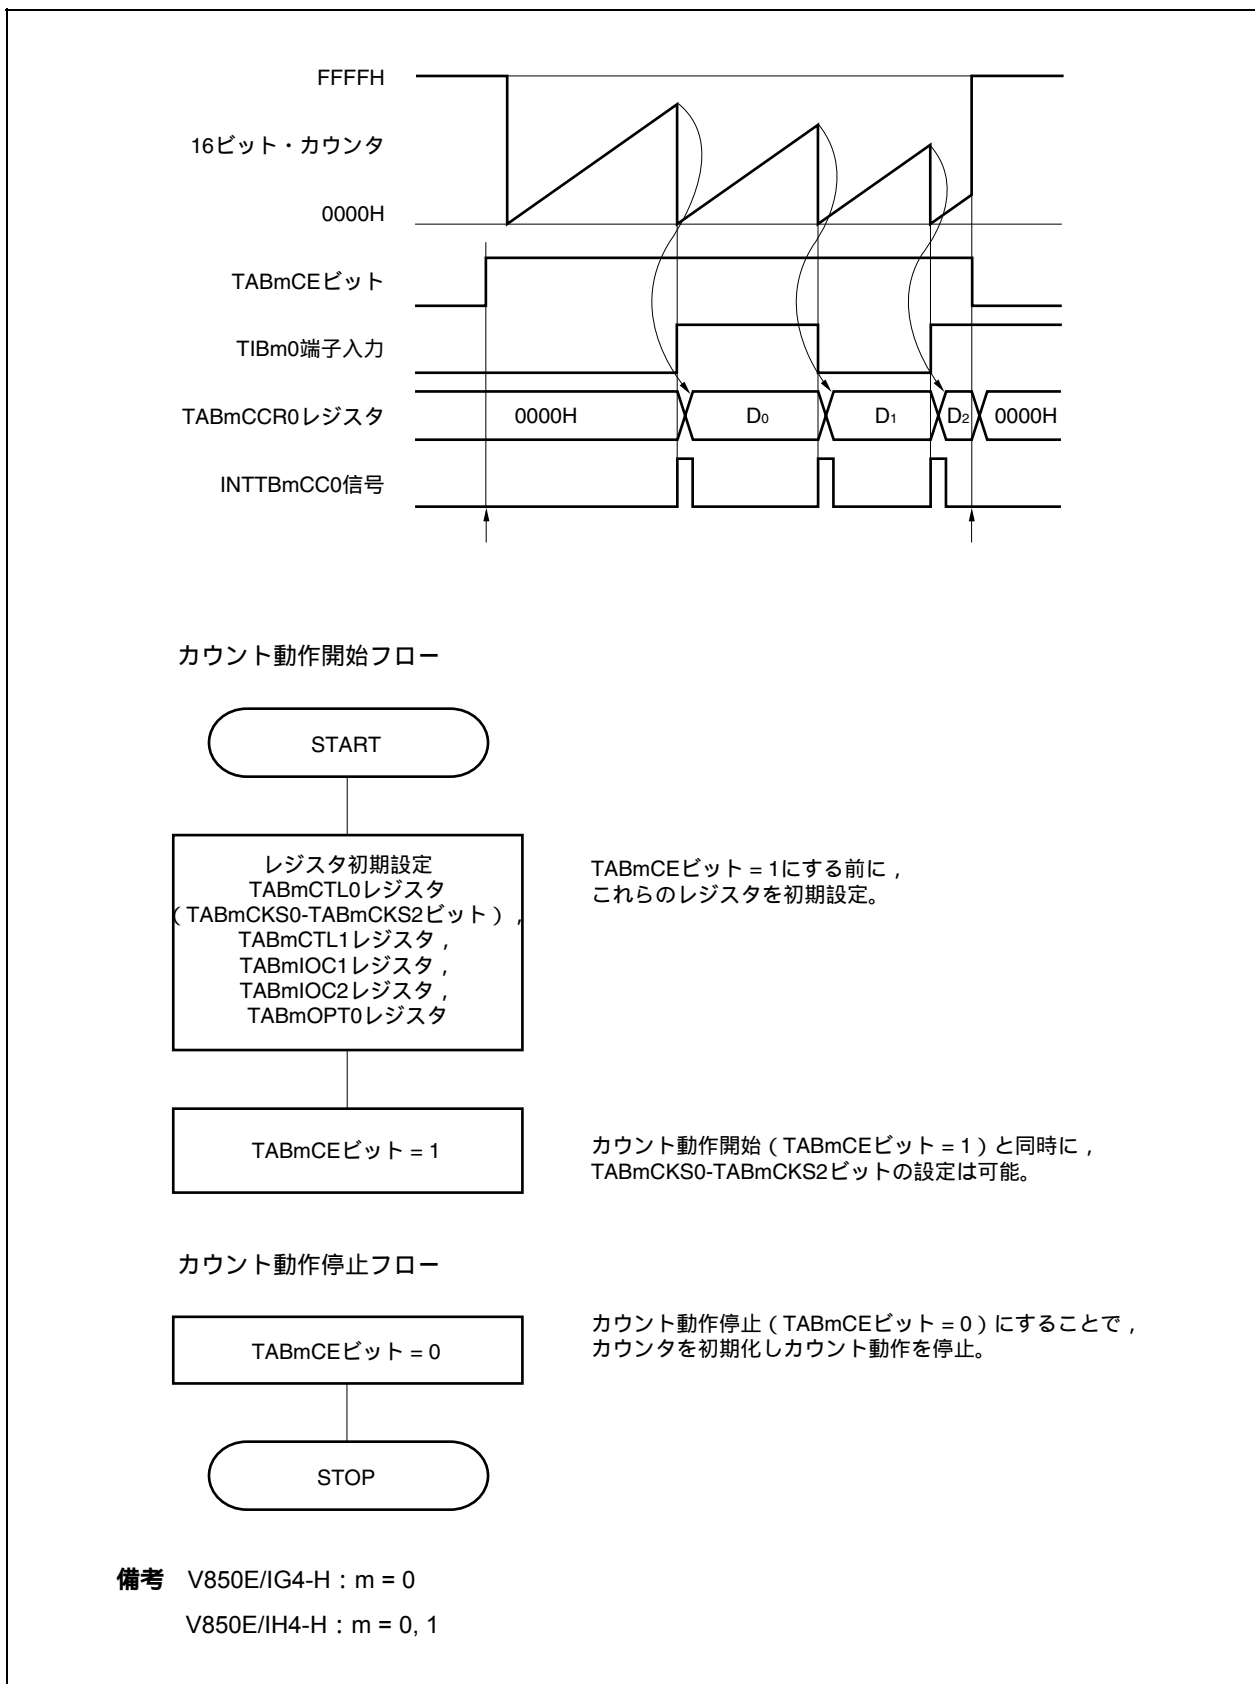 FFFFH
16ビット・カウンタ
0000H
TABmCEビット
TIBm0端子入力
TABmCCR0レジスタ
0000H
D0
D1
D2
0000H
INTTBmCC0信号
カウント動作開始フロー
START
レジスタ初期設定
TABmCTL0レジスタ
（TABmCKS0-TABmCKS2ビット），
TABmCTL1レジスタ，
TABmIOC1レジスタ，
TABmIOC2レジスタ，
TABmOPT0レジスタ
TABmCEビット = 1にする前に，
これらのレジスタを初期設定。
TABmCEビット = 1
カウント動作開始（TABmCEビット = 1）と同時に，
TABmCKS0-TABmCKS2ビットの設定は可能。
カウント動作停止フロー
TABmCEビット = 0
カウント動作停止（TABmCEビット = 0）にすることで，
カウンタを初期化しカウント動作を停止。
STOP
備考 V850E/IG4-H：m = 0
V850E/IH4-H：m = 0, 1